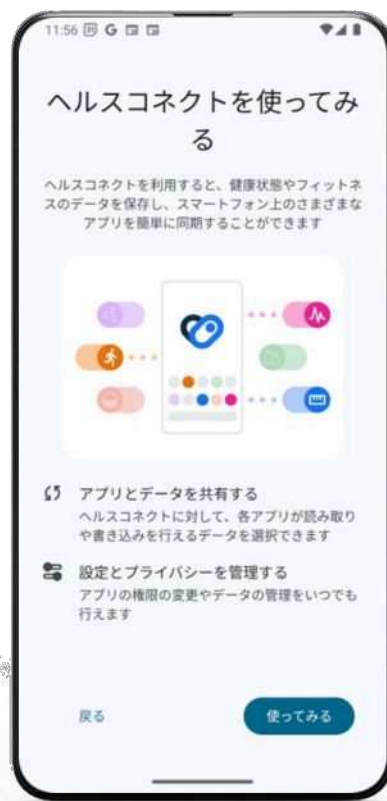 11:56
ヘルスコネクトを使ってみ
る
ヘルスコネクトを利用すると、健康状態やフィットネ
スのデータを保存し、スマートフォン上のさまざまな
アプリを簡単に同期することができます
アプリとデータを共有する
ヘルスコネクトに対して、各アプリが読み取り
や書き込みを行えるデータを選択できます
設定とプライバシーを管理する
アプリの権限の変更やデータの管理をいつでも
行えます
戻る
使ってみる